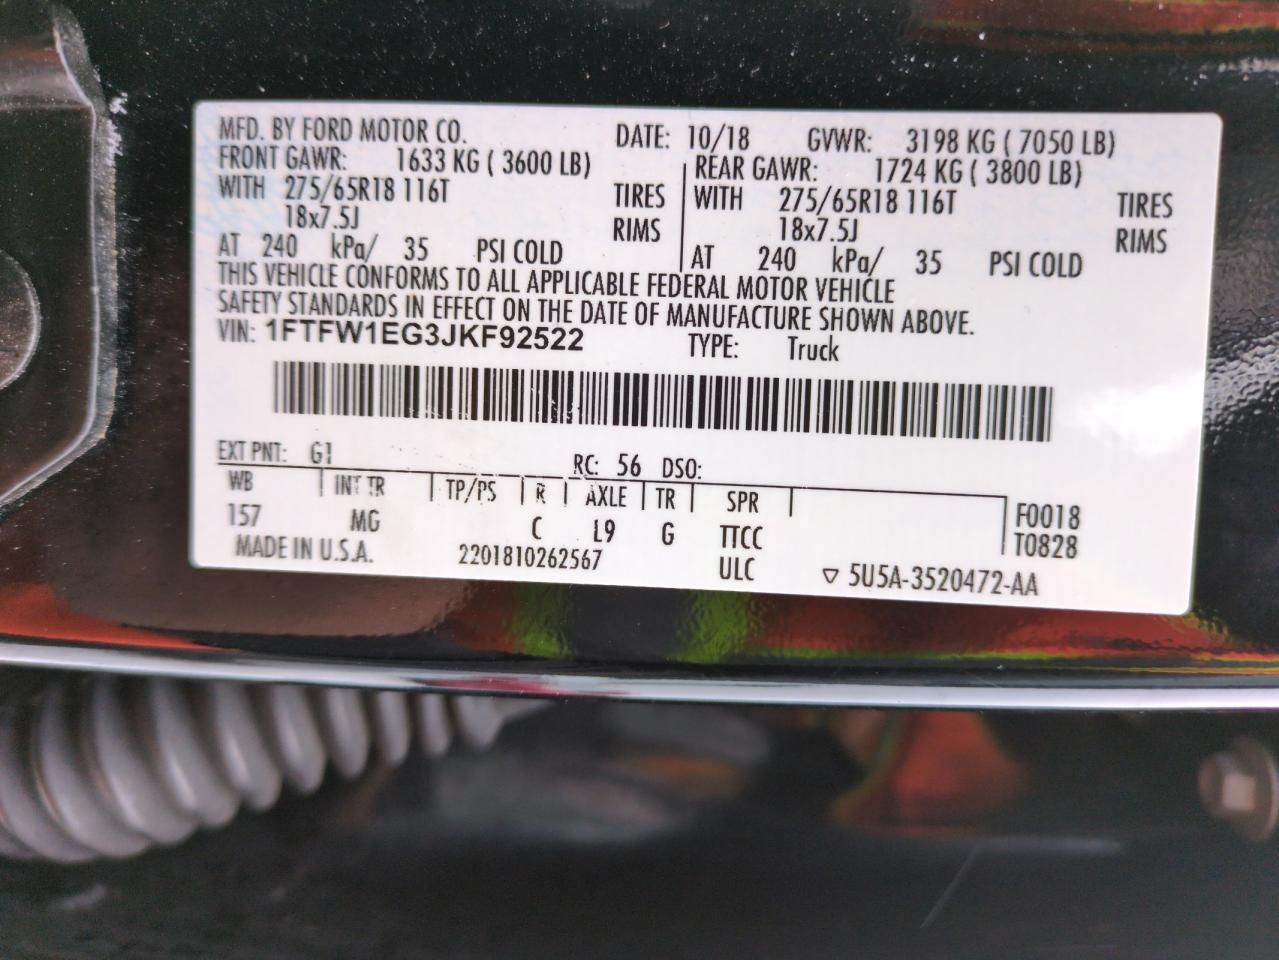 MFD. BY FORD MOTOR CO. DATE: 10/18 GVWR: 3198 KG ( 7050 LB)
FRONT GAWR: 1633 KG ( 3600 LB) REAR GAWR: 1724 KG ( 3800 LB)
WITH 275/65R18 116T TIRES WITH 275/65R18 116T TIRES
18x7.5J RIMS 18x7.5J RIMS
AT 240 kPa/ 35 PSI COLD AT 240 kPa/ 35 PSI COLD
THIS VEHICLE CONFORMS TO ALL APPLICABLE FEDERAL MOTOR VEHICLE
SAFETY STANDARDS IN EFFECT ON THE DATE OF MANUFACTURE SHOWN ABOVE.
VIN: 1FTFW1EG3JKF92522 TYPE: Truck
EXT PNT: G1 RC: 56 DSO:
WB INT TR TP/PS R AXLE TR SPR F0018
157 MG C L9 G TTCC T0828
MADE IN U.S.A. 2201810262567 ULC ▽ 5U5A-3520472-AA